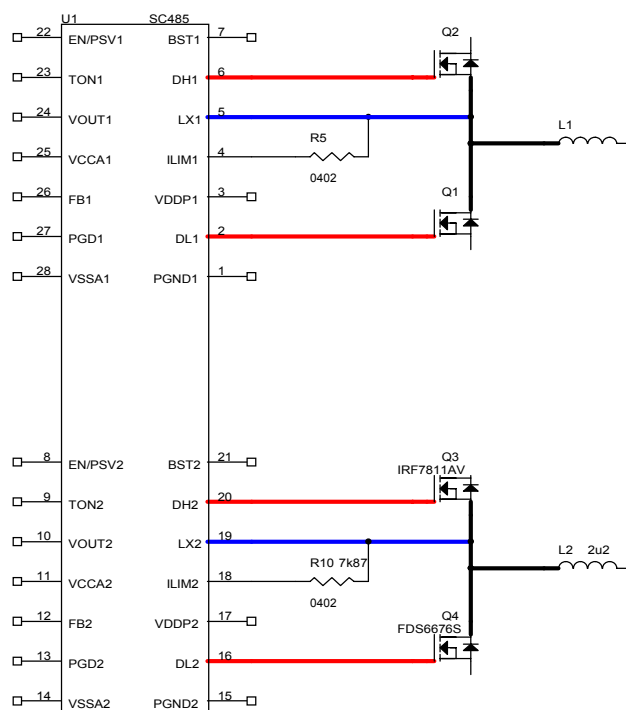 U1 SC485
22 EN/PSV1 BST1 7
23 TON1 DH1 6
24 VOUT1 LX1 5
25 VCCA1 ILIM1 4
26 FB1 VDDP1 3
27 PGD1 DL1 2
28 VSSA1 PGND1 1
Q2
R5
0402
Q1
L1
8 EN/PSV2 BST2 21
9 TON2 DH2 20
10 VOUT2 LX2 19
11 VCCA2 ILIM2 18
12 FB2 VDDP2 17
13 PGD2 DL2 16
14 VSSA2 PGND2 15
Q3
IRF7811AV
R10 7k87
0402
Q4
FDS6676S
L2 2u2